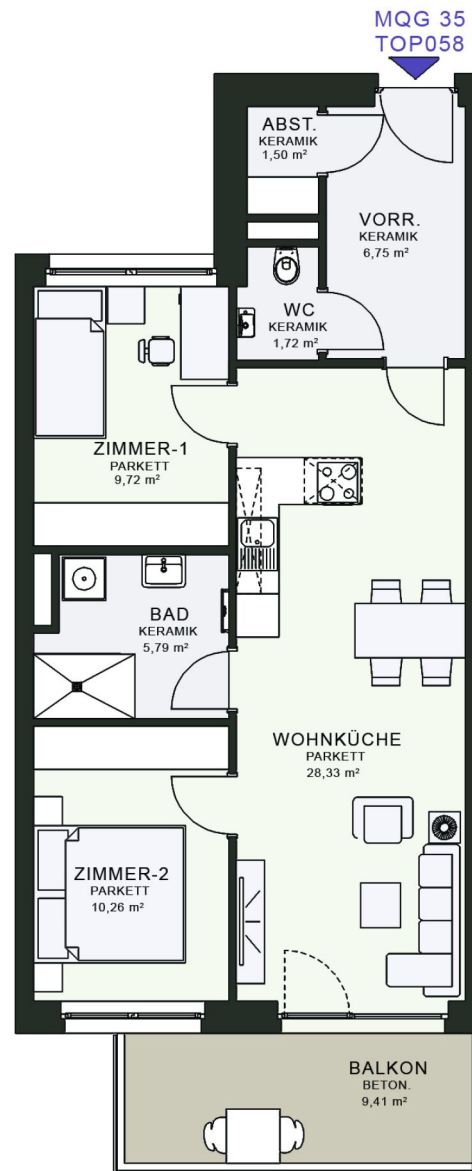 MQG 35
TOP058
ABST.
KERAMIK
1,50 m²
VORR.
KERAMIK
6,75 m²
WC
KERAMIK
1,72 m²
ZIMMER-1
PARKETT
9,72 m²
BAD
KERAMIK
5,79 m²
WOHNKÜCHE
PARKETT
28,33 m²
ZIMMER-2
PARKETT
10,26 m²
BALKON
BETON.
9,41 m²